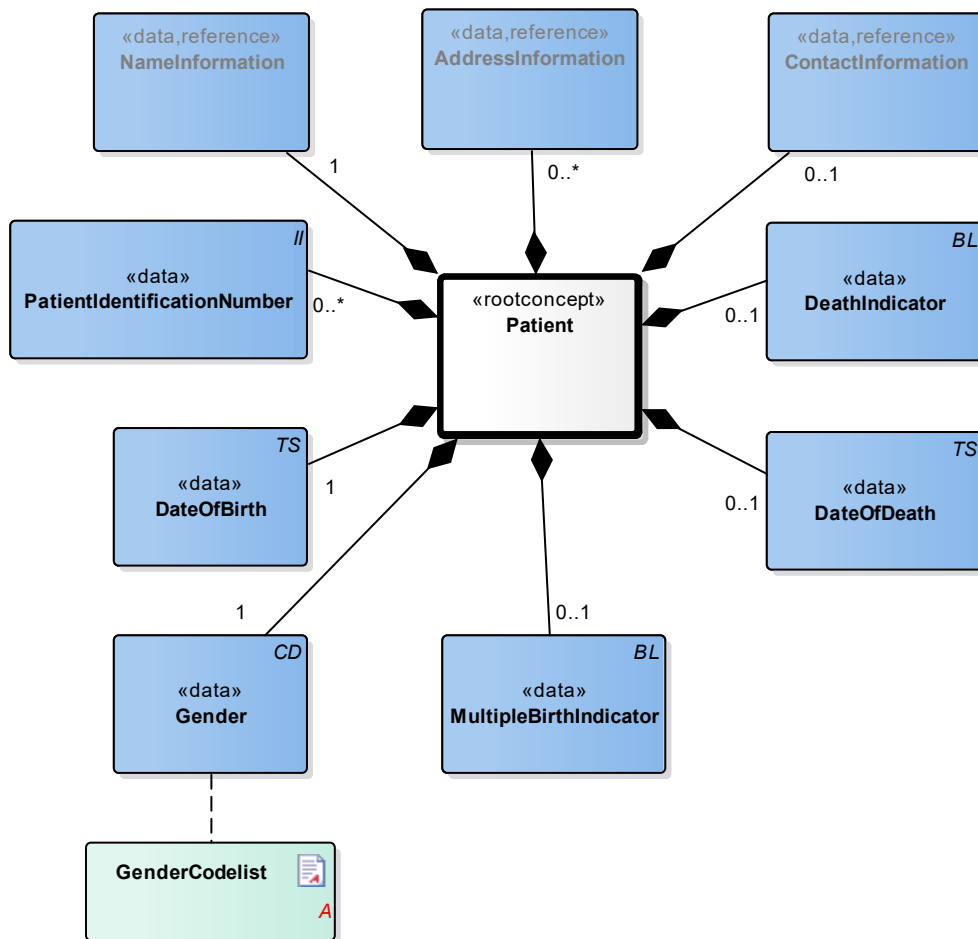 «data,reference»
NameInformation
«data,reference»
AddressInformation
«data,reference»
ContactInformation
1
0..*
0..1
II
«data»
PatientIdentificationNumber
0..*
«rootconcept»
Patient
BL
«data»
DeathIndicator
0..1
TS
«data»
DateOfBirth
1
TS
«data»
DateOfDeath
0..1
1
0..1
CD
«data»
Gender
BL
«data»
MultipleBirthIndicator
GenderCodelist
A
A